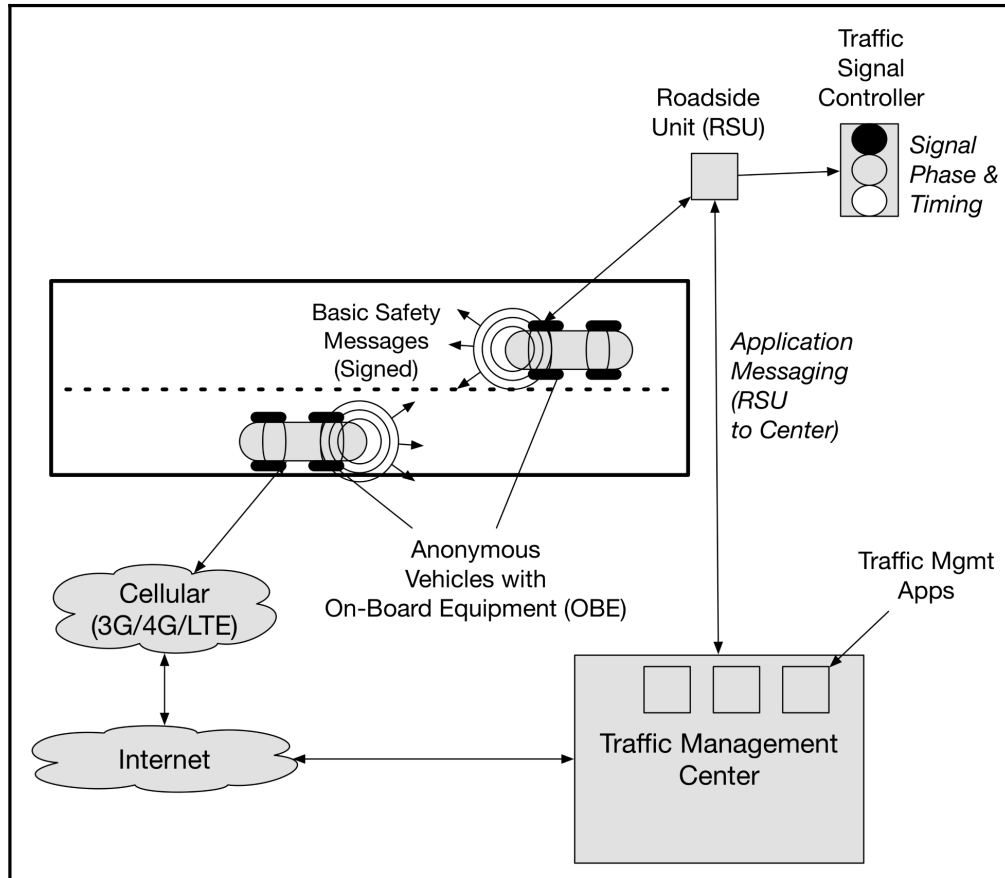 Traffic
Signal
Controller
Roadside
Unit (RSU)
Signal
Phase &
Timing
Basic Safety
Messages
(Signed)
Application
Messaging
(RSU
to Center)
Anonymous
Vehicles with
On-Board Equipment (OBE)
Traffic Mgmt
Apps
Cellular
(3G/4G/LTE)
Internet
Traffic Management
Center